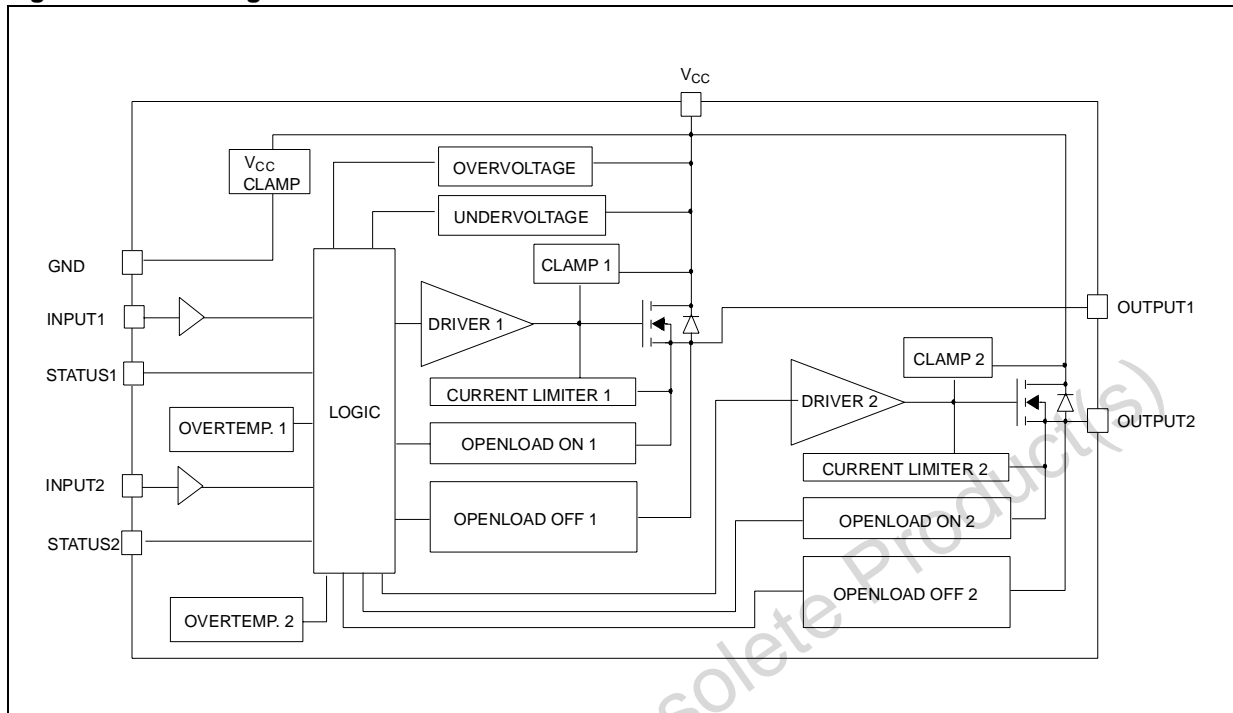 VCC
VCC
CLAMP
OVERVOLTAGE
UNDERVOLTAGE
GND
CLAMP 1
INPUT1
DRIVER 1
OUTPUT1
STATUS1
CURRENT LIMITER 1
LOGIC
CLAMP 2
DRIVER 2
OVERTEMP. 1
OPENLOAD ON 1
OUTPUT2
INPUT2
CURRENT LIMITER 2
OPENLOAD OFF 1
OPENLOAD ON 2
STATUS2
OPENLOAD OFF 2
OVERTEMP. 2
solete Product(s)